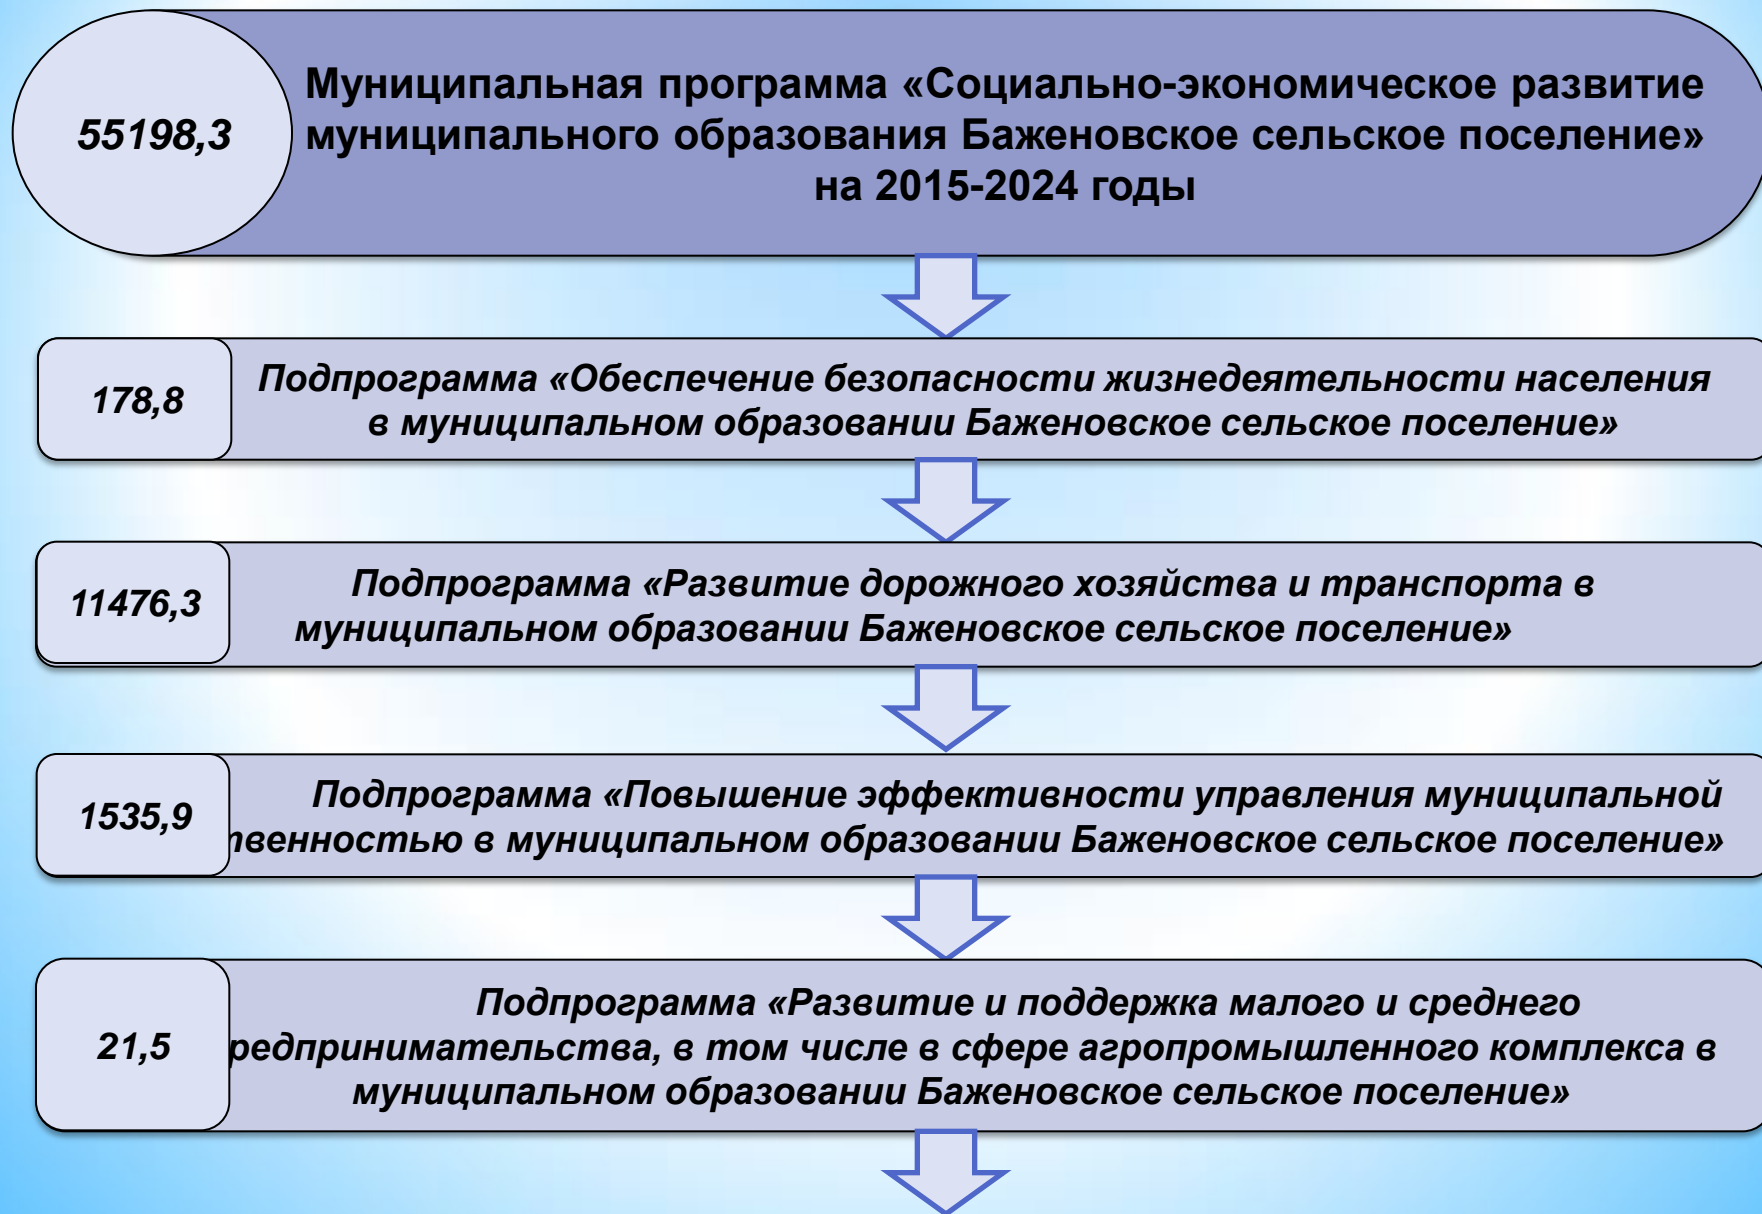 55198,3
Муниципальная программа «Социально-экономическое развитие
муниципального образования Баженовское сельское поселение»
на 2015-2024 годы
178,8
Подпрограмма «Обеспечение безопасности жизнедеятельности населения
в муниципальном образовании Баженовское сельское поселение»
11476,3
Подпрограмма «Развитие дорожного хозяйства и транспорта в
муниципальном образовании Баженовское сельское поселение»
1535,9
Подпрограмма «Повышение эффективности управления муниципальной
твенностью в муниципальном образовании Баженовское сельское поселение»
21,5
Подпрограмма «Развитие и поддержка малого и среднего
редпринимательства, в том числе в сфере агропромышленного комплекса в
муниципальном образовании Баженовское сельское поселение»